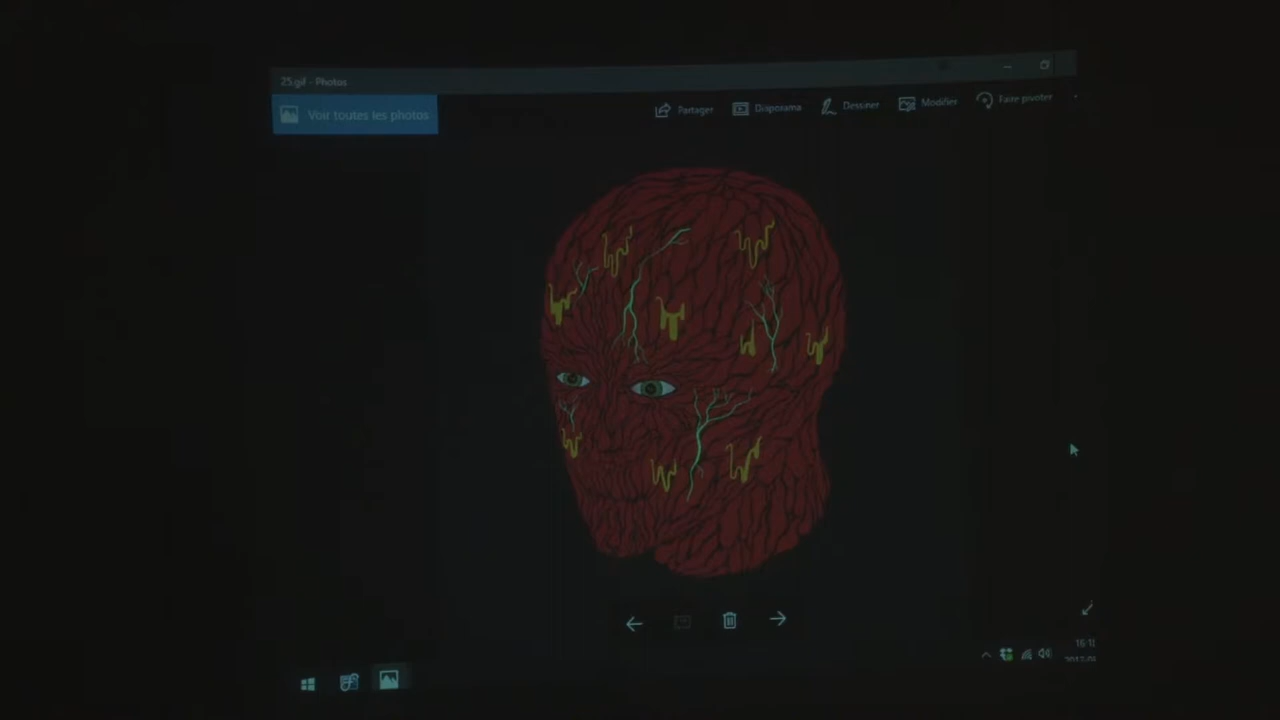 25.gif - Photos
Voir toutes les photos
Partager
Diaporama
Dessiner
Modifier
Faire pivoter